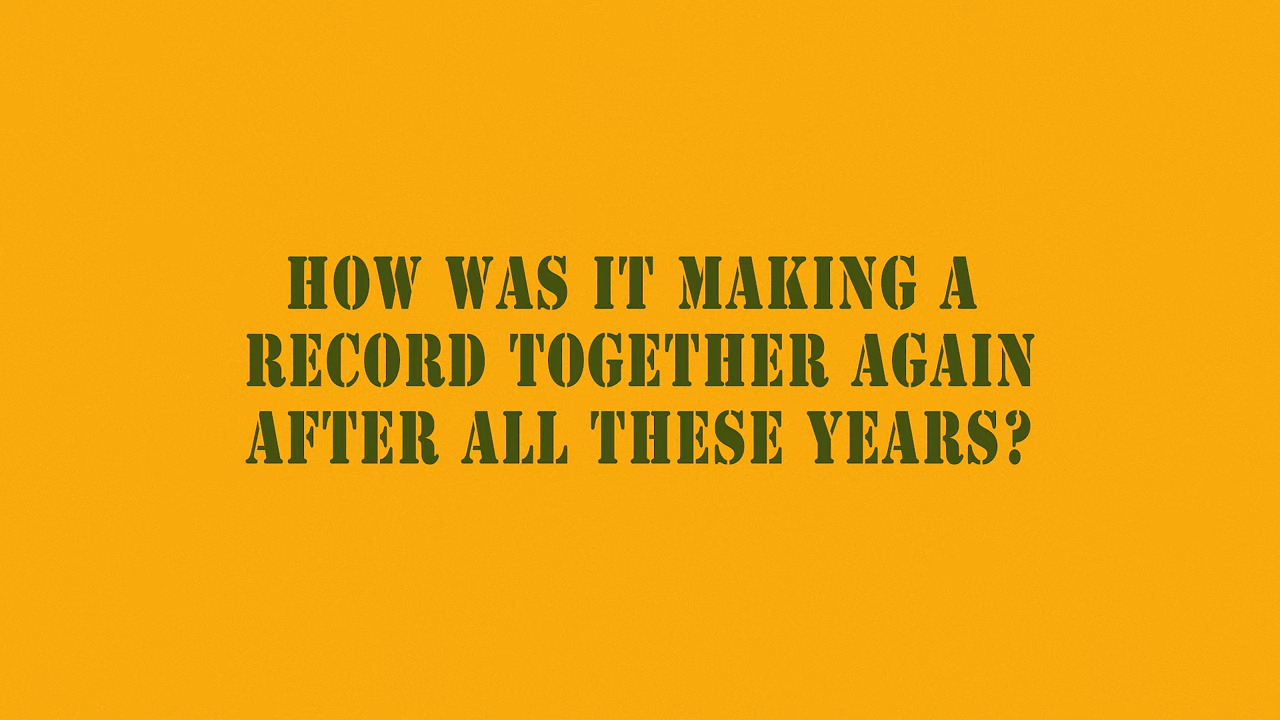 HOW WAS IT MAKING A
RECORD TOGETHER AGAIN
AFTER ALL THESE YEARS?